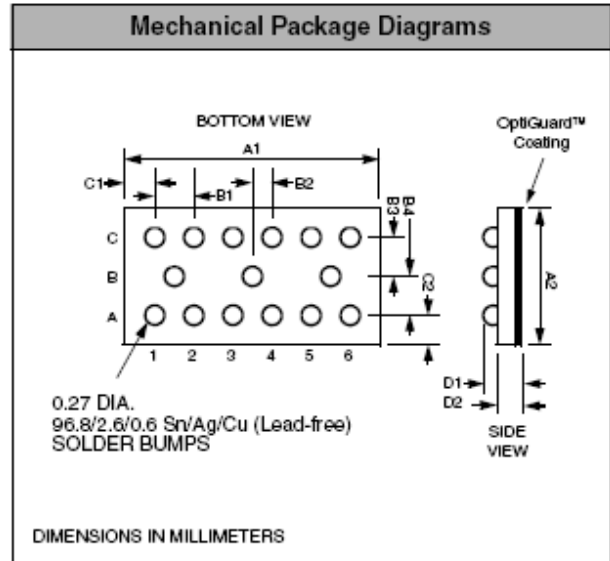 Mechanical Package Diagrams
BOTTOM VIEW
OptiGuard™
Coating
A1
C1
B1
B2
B3
B4
C
B
A
C2
A2
1 2 3 4 5 6
D1
D2
SIDE
VIEW
0.27 DIA.
96.8/2.6/0.6 Sn/Ag/Cu (Lead-free)
SOLDER BUMPS
DIMENSIONS IN MILLIMETERS